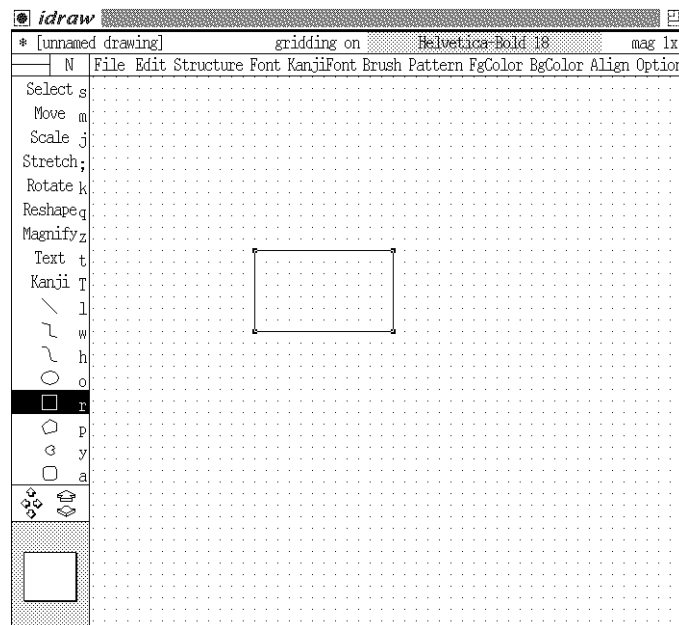 idraw
* [unnamed drawing] gridding on Helvetica-Bold 18 mag 1x
N File Edit Structure Font KanjiFont Brush Pattern FgColor BgColor Align Option
Select s
Move m
Scale j
Stretch ;
Rotate k
Reshape q
Magnify z
Text t
Kanji T
l
w
h
o
r
p
y
a